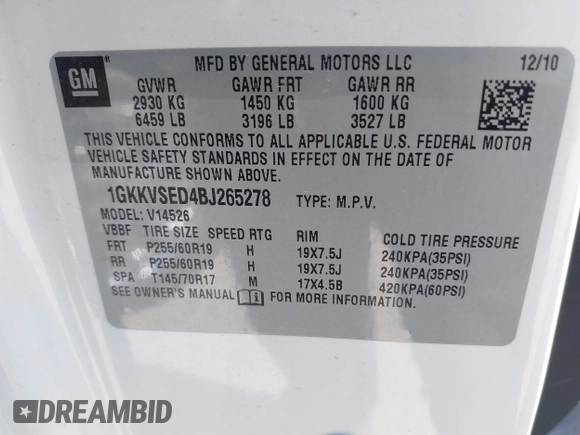 GM
MFD BY GENERAL MOTORS LLC 12/10
GVWR GAWR FRT GAWR RR
2930 KG 1450 KG 1600 KG
6459 LB 3196 LB 3527 LB
THIS VEHICLE CONFORMS TO ALL APPLICABLE U.S. FEDERAL MOTOR
VEHICLE SAFETY STANDARDS IN EFFECT ON THE DATE OF
MANUFACTURE SHOWN ABOVE.
1GKKVSED4BJ265278 TYPE: M.P.V.
MODEL: V14526
VBBF TIRE SIZE SPEED RTG RIM COLD TIRE PRESSURE
FRT P255/60R19 H 19X7.5J 240KPA(35PSI)
RR P255/60R19 H 19X7.5J 240KPA(35PSI)
SPA T145/70R17 M 17X4.5B 420KPA(60PSI)
SEE OWNER'S MANUAL FOR MORE INFORMATION.
DREAMBID